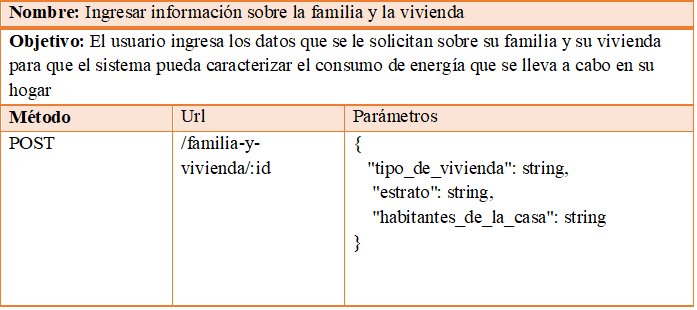 Nombre: Ingresar información sobre la familia y la vivienda
Objetivo: El usuario ingresa los datos que se le solicitan sobre su familia y su vivienda
para que el sistema pueda caracterizar el consumo de energía que se lleva a cabo en su
hogar
Método
Url
Parámetros
POST
/familia-y-
vivienda/:id
{
"tipo_de_vivienda": string,
"estrato": string,
"habitantes_de_la_casa": string
}